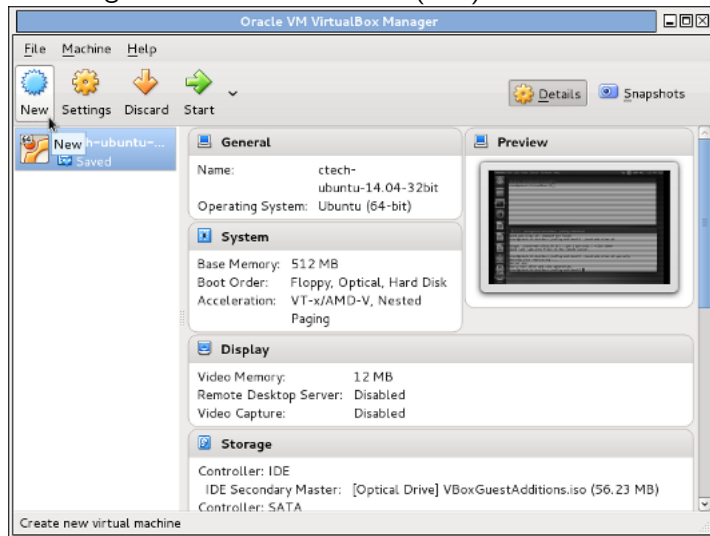 Oracle VM VirtualBox Manager
File Machine Help
New Settings Discard Start
Details Snapshots
New
h-ubuntu-...
Saved
General
Name: ctech-
ubuntu-14.04-32bit
Operating System: Ubuntu (64-bit)
System
Base Memory: 512 MB
Boot Order: Floppy, Optical, Hard Disk
Acceleration: VT-x/AMD-V, Nested
Paging
Preview
Display
Video Memory: 12 MB
Remote Desktop Server: Disabled
Video Capture: Disabled
Storage
Controller: IDE
IDE Secondary Master: [Optical Drive] VBoxGuestAdditions.iso (56.23 MB)
Controller: SATA
Create new virtual machine